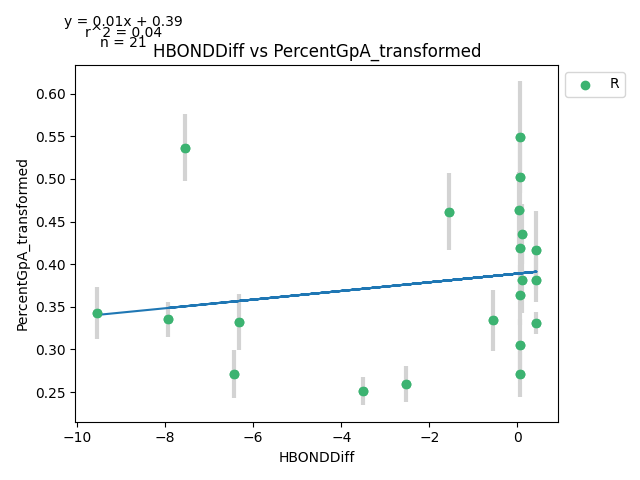 y = 0.01x + 0.39
r^2 = 0.04
n = 21
HBONDDiff vs PercentGpA_transformed
R
PercentGpA_transformed
0.60
0.55
0.50
0.45
0.40
0.35
0.30
0.25
−10
−8
−6
−4
−2
0
HBONDDiff